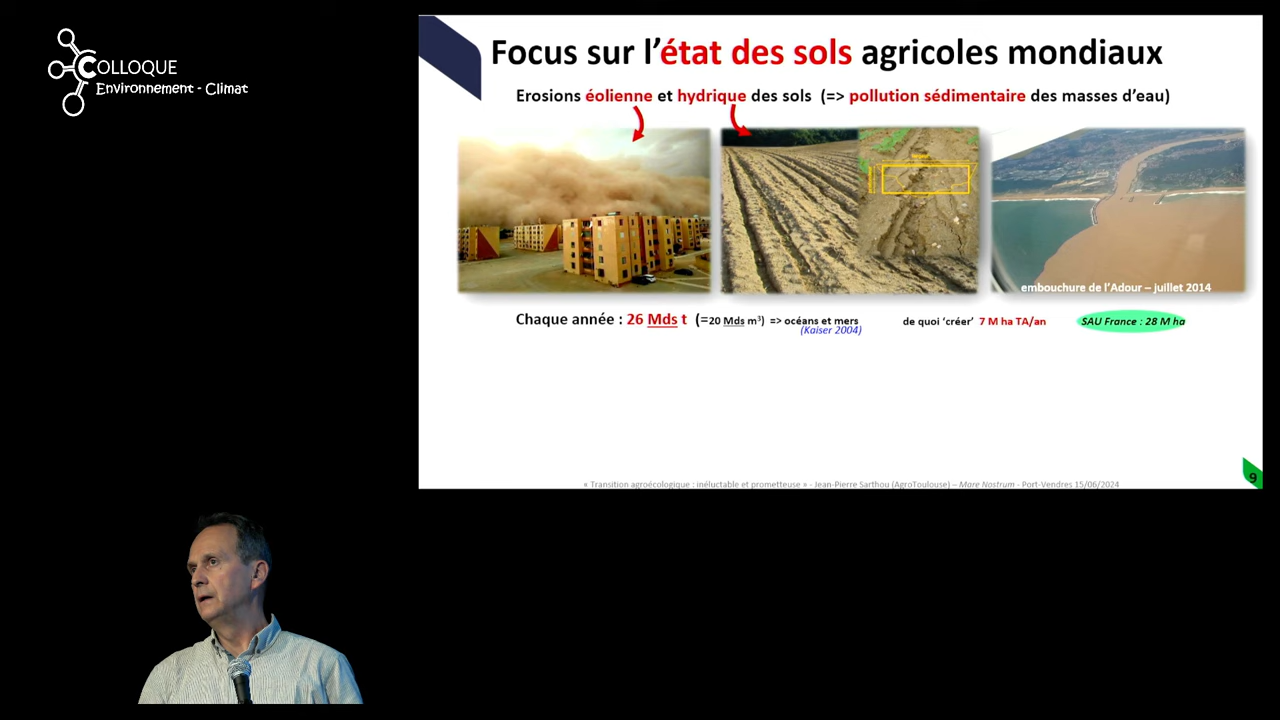 COLLOQUE
Environnement - Climat
Focus sur l'état des sols agricoles mondiaux
Erosions éolienne et hydrique des sols (=> pollution sédimentaire des masses d'eau)
embouchure de l'Adour – juillet 2014
Chaque année : 26 Mds t (=20 Mds m³) => océans et mers
(Kaiser 2004)
de quoi 'créer' 7 M ha TA/an
SAU France : 28 M ha
« Transition agroécologique : inéluctable et prometteuse » - Jean-Pierre Sarthou (AgroToulouse) – Mare Nostrum - Port-Vendres 15/06/2024
9